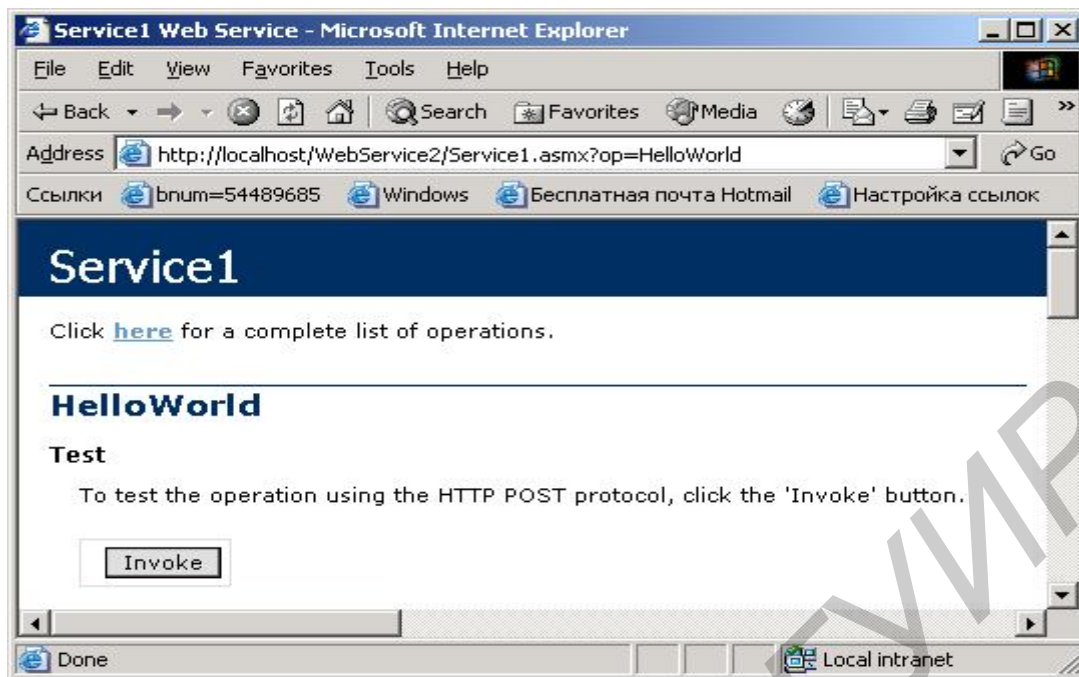 Service1 Web Service - Microsoft Internet Explorer
File Edit View Favorites Tools Help
Back Search Favorites Media »
Address http://localhost/WebService2/Service1.asmx?op=HelloWorld Go
Ссылки bnum=54489685 Windows Бесплатная почта Hotmail Настройка ссылок
Service1
Click here for a complete list of operations.
HelloWorld
Test
To test the operation using the HTTP POST protocol, click the 'Invoke' button.
Invoke
Done Local intranet
ГУИР